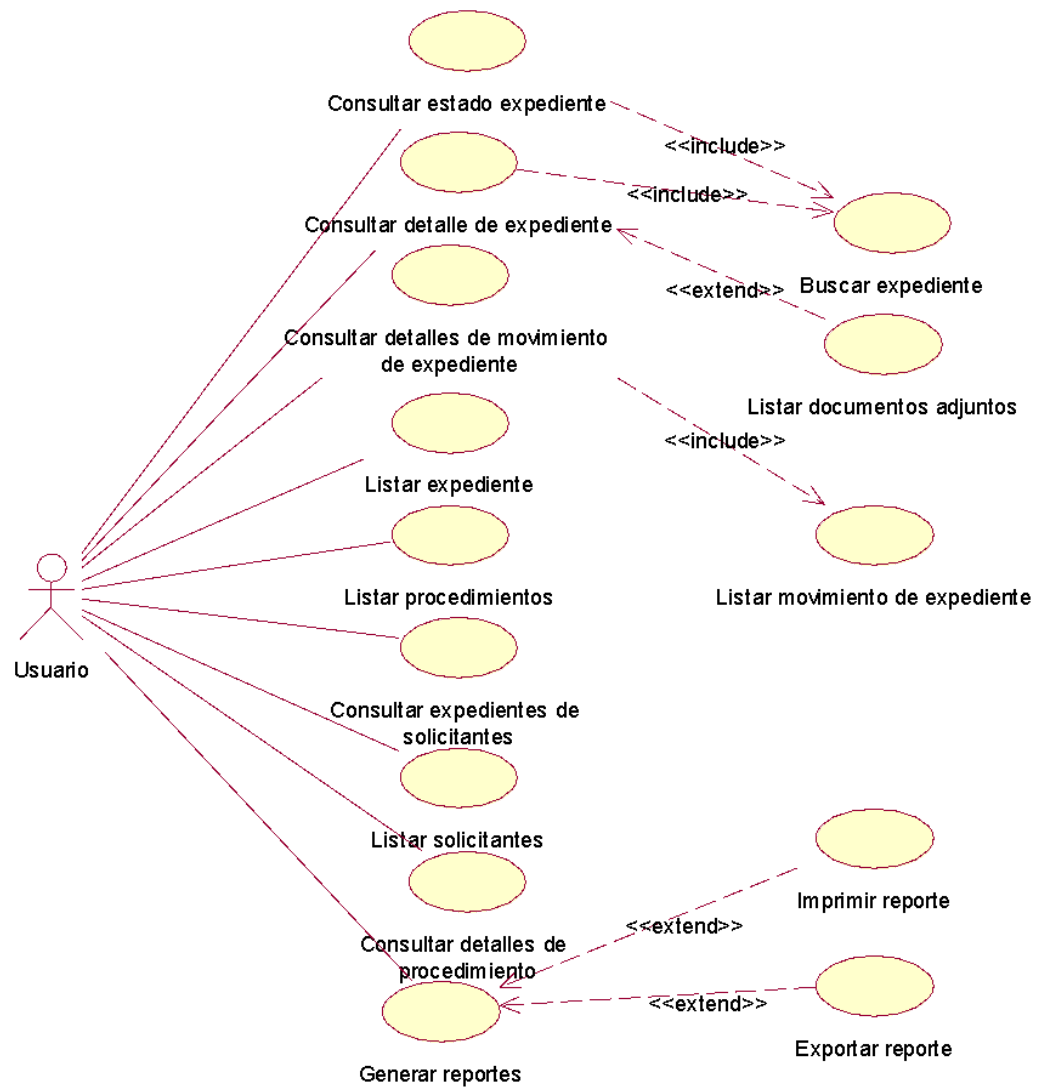 Consultar estado expediente
<<include>>
<<include>>
Consultar detalle de expediente
Buscar expediente
<<extend>>
Consultar detalles de movimiento
de expediente
Listar documentos adjuntos
<<include>>
Listar expediente
Listar procedimientos
Listar movimiento de expediente
Usuario
Consultar expedientes de
solicitantes
Listar solicitantes
Imprimir reporte
<<extend>>
Consultar detalles de
procedimiento
<<extend>>
Exportar reporte
Generar reportes